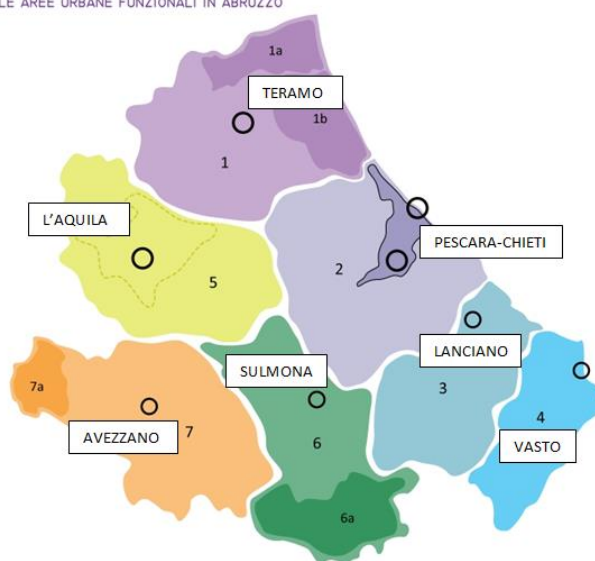 LE AREE URBANE FUNZIONALI IN ABRUZZO
1a
TERAMO
1b
1
L'AQUILA
PESCARA-CHIETI
2
5
LANCIANO
SULMONA
7a
3
4
AVEZZANO
7
6
VASTO
6a